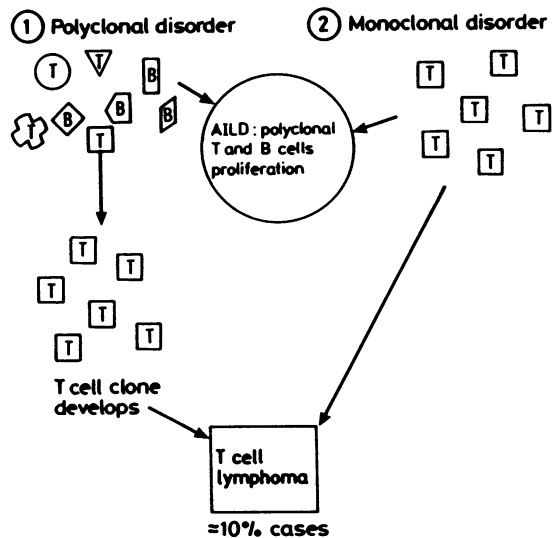 1 Polyclonal disorder
2 Monoclonal disorder
T
T
B
T
B
B
B
T
AILD : polyclonal
T and B cells
proliferation
T
T
T
T
T
T
T
T
T
T
T
T
T cell clone
develops
T cell
lymphoma
≈10% cases